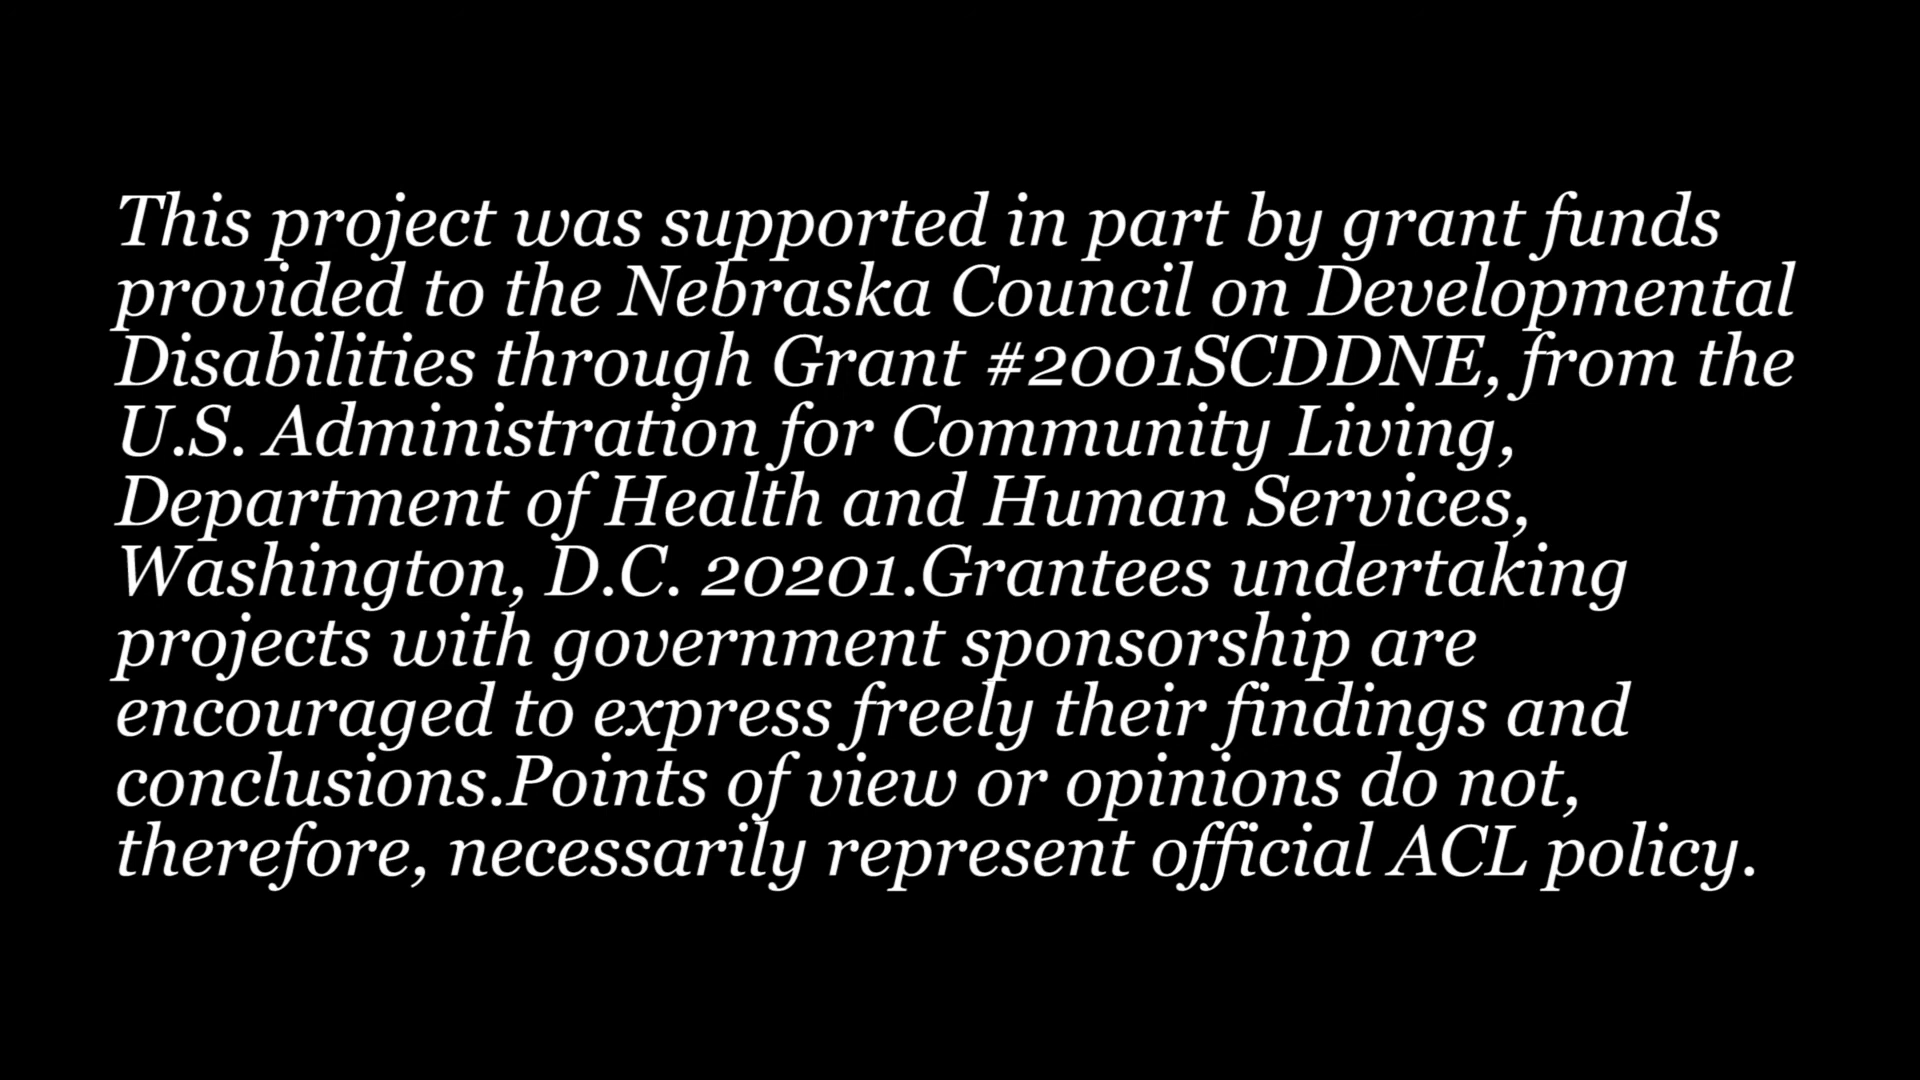 This project was supported in part by grant funds
provided to the Nebraska Council on Developmental
Disabilities through Grant #2001SCDDNE, from the
U.S. Administration for Community Living,
Department of Health and Human Services,
Washington, D.C. 20201.Grantees undertaking
projects with government sponsorship are
encouraged to express freely their findings and
conclusions.Points of view or opinions do not,
therefore, necessarily represent official ACL policy.